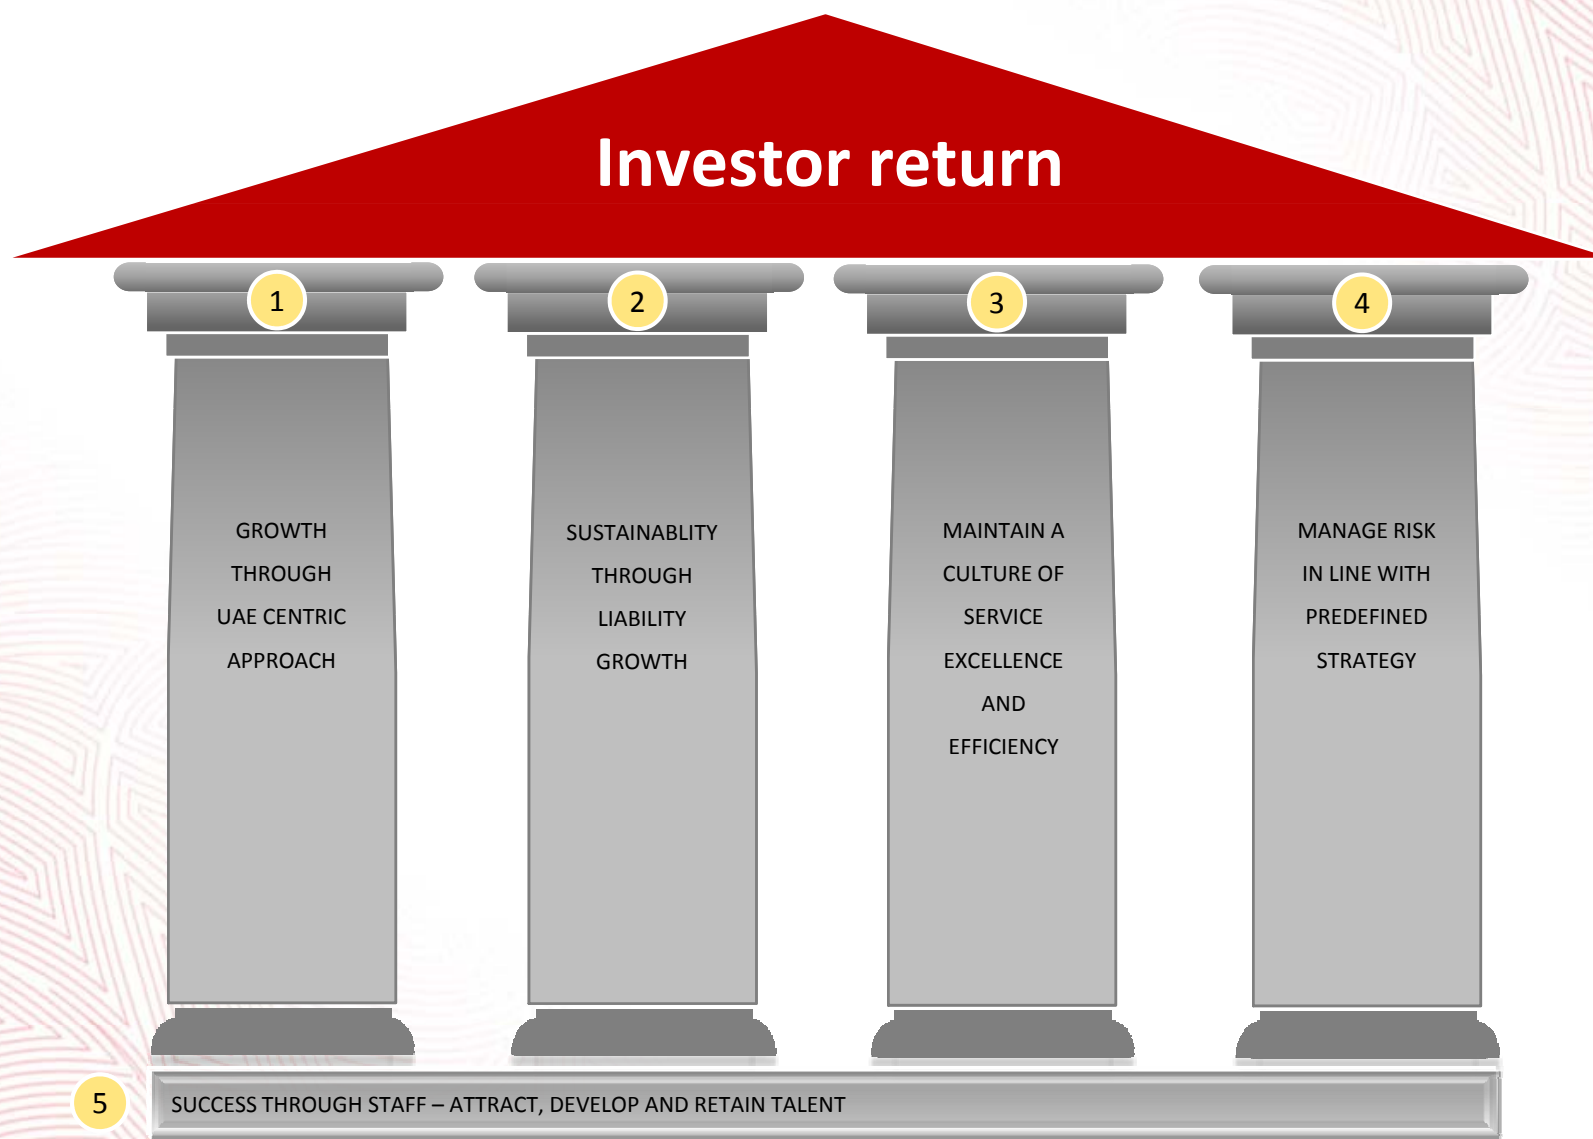 Investor return
1
2
3
4
GROWTH
THROUGH
UAE CENTRIC
APPROACH
SUSTAINABLITY
THROUGH
LIABILITY
GROWTH
MAINTAIN A
CULTURE OF
SERVICE
EXCELLENCE
AND
EFFICIENCY
MANAGE RISK
IN LINE WITH
PREDEFINED
STRATEGY
5
SUCCESS THROUGH STAFF – ATTRACT, DEVELOP AND RETAIN TALENT